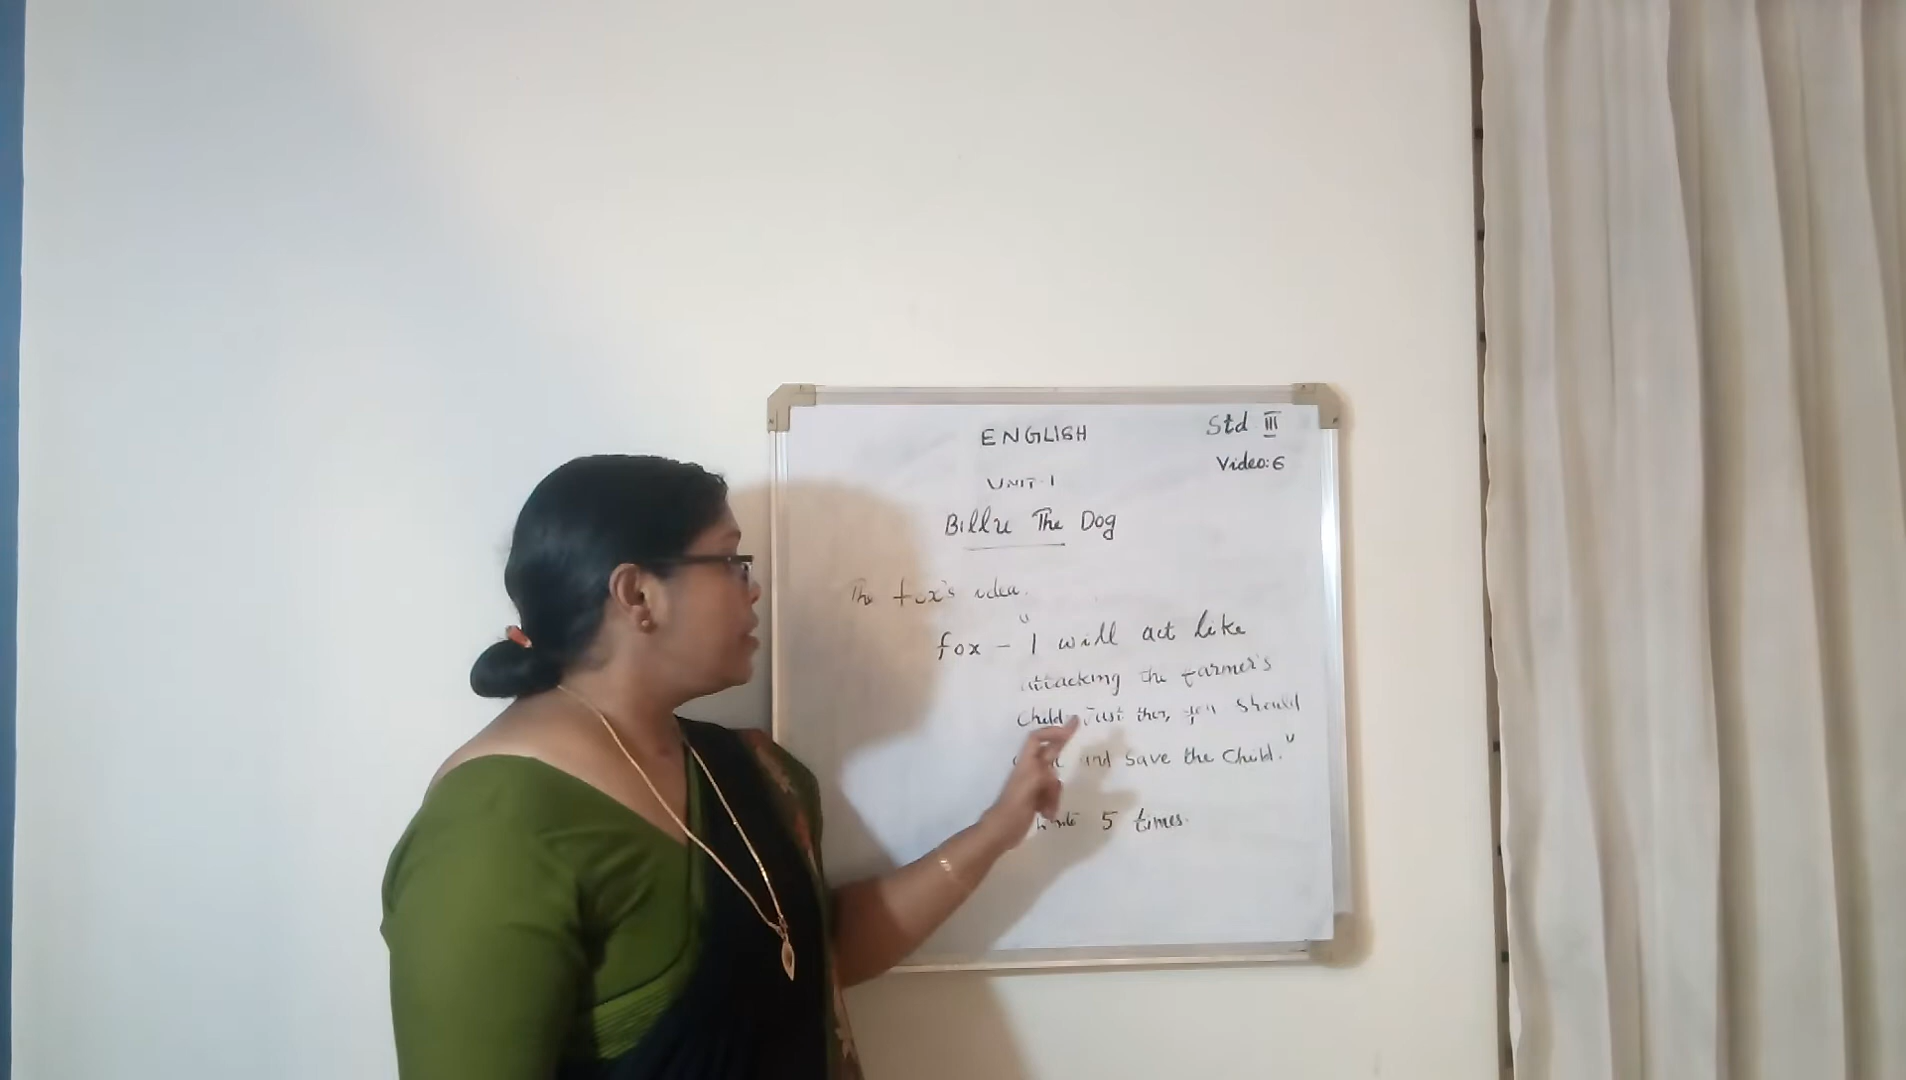 ENGLISH
Std III
Video:6
UNIT-1
Billu The Dog
The fox's idea.
fox - "I will act like
attacking the farmer's
child. Just then, you should
and save the child."
5 times.